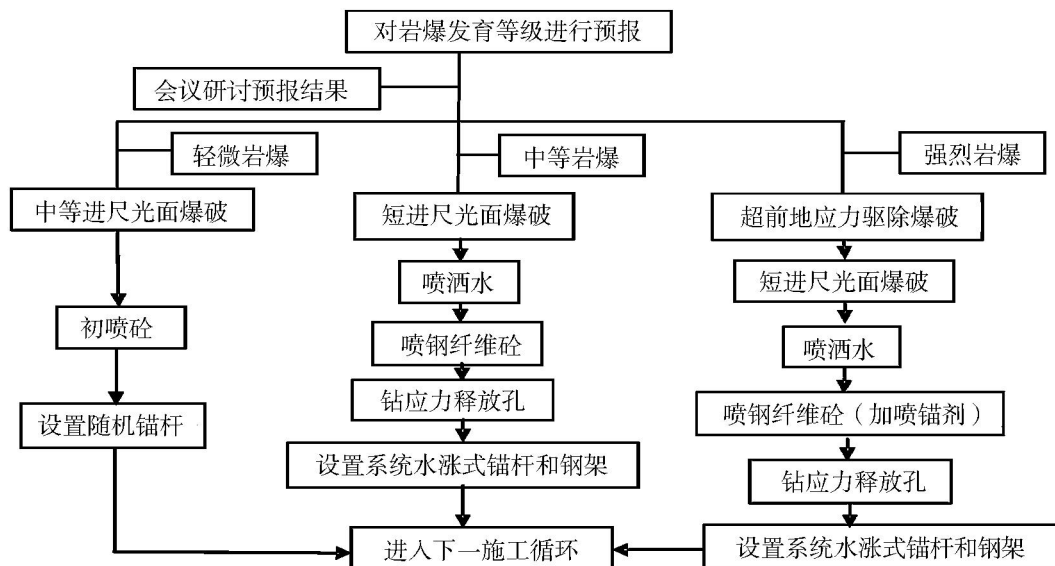 对岩爆发育等级进行预报
会议研讨预报结果
轻微岩爆
中等岩爆
强烈岩爆
中等进尺光面爆破
短进尺光面爆破
超前地应力驱除爆破
喷洒水
短进尺光面爆破
初喷砼
喷钢纤维砼
喷洒水
钻应力释放孔
设置随机锚杆
喷钢纤维砼（加喷锚剂）
设置系统水涨式锚杆和钢架
钻应力释放孔
进入下一施工循环
设置系统水涨式锚杆和钢架